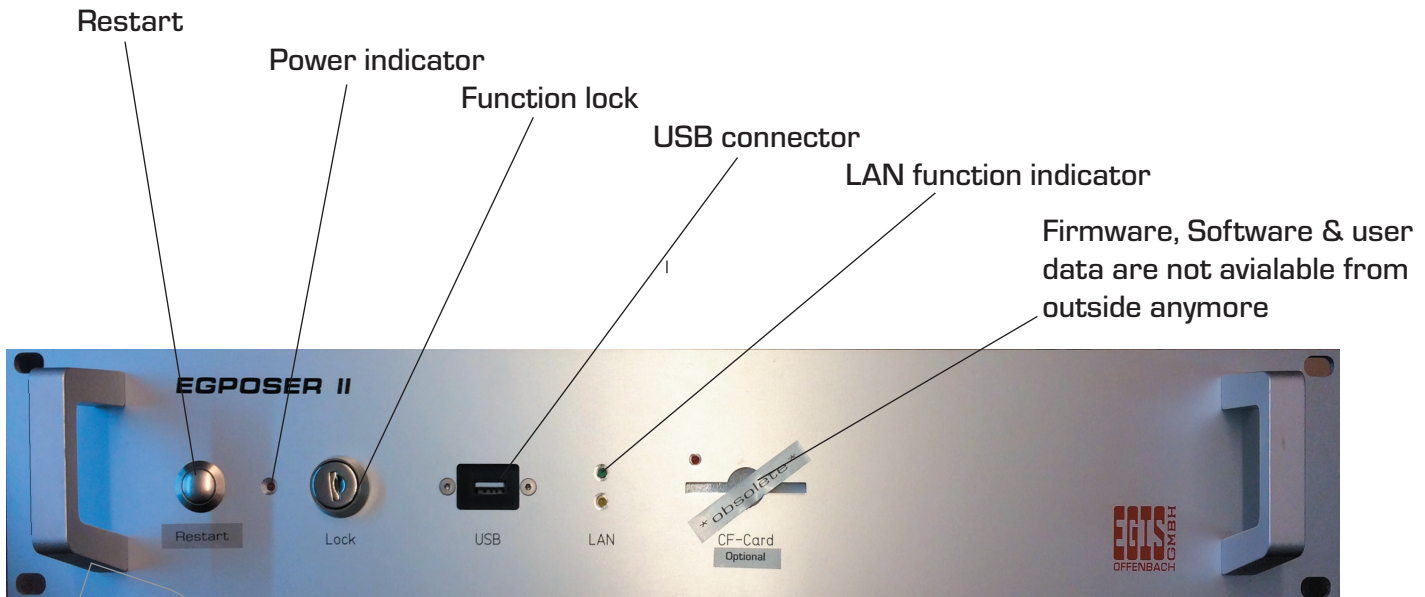 Restart
Power indicator
Function lock
USB connector
LAN function indicator
Firmware, Software & user
data are not avialable from
outside anymore
EGPOSER II
*obsolete*
Restart
Lock
USB
LAN
CF-Card
Optional
EGIS
GMBH
OFFENBACH